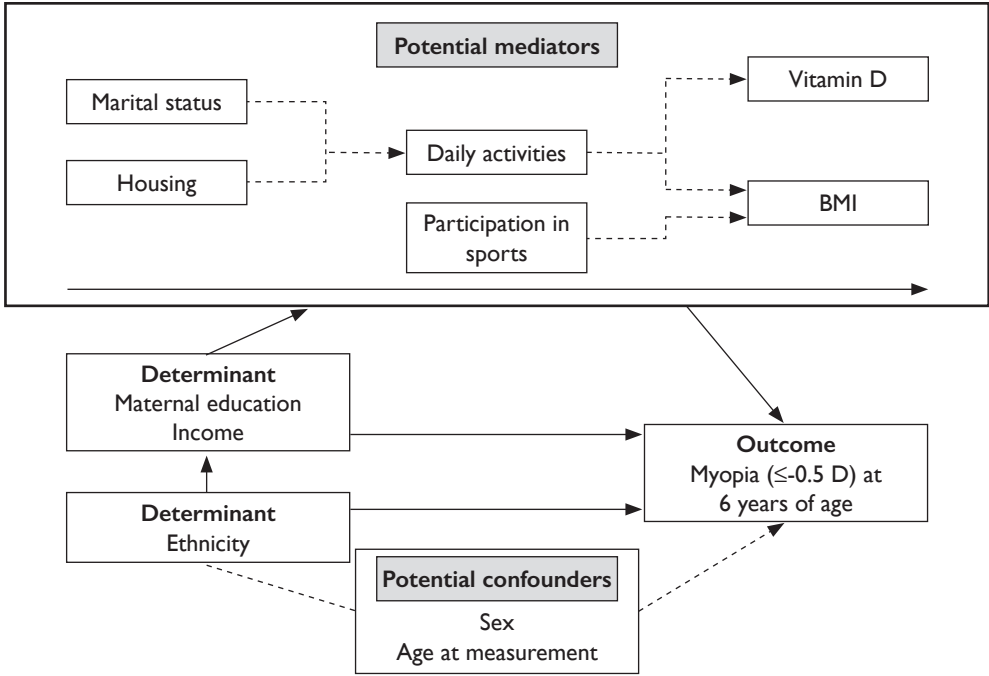 Potential mediators
Marital status
Housing
Daily activities
Participation in
sports
Vitamin D
BMI
Determinant
Maternal education
Income
Determinant
Ethnicity
Outcome
Myopia (≤-0.5 D) at
6 years of age
Potential confounders
Sex
Age at measurement